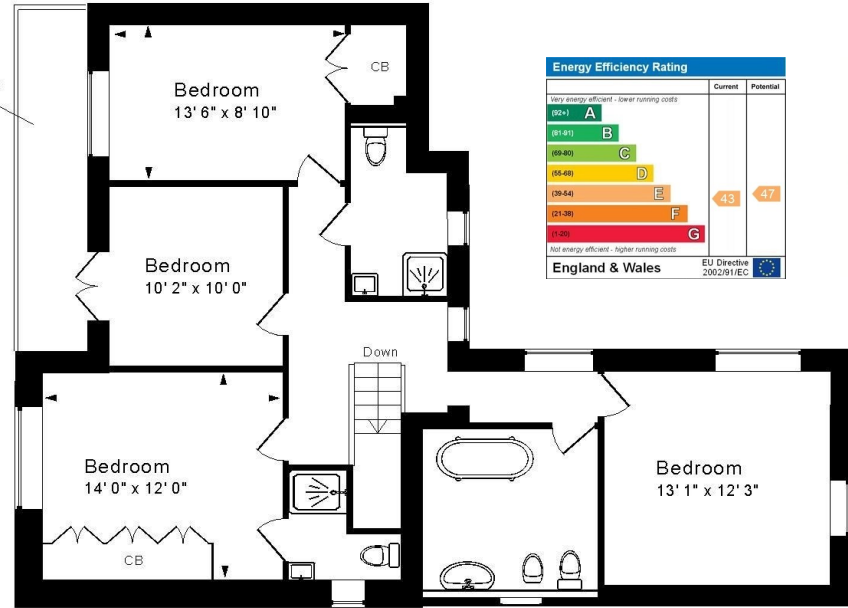 Bedroom
13' 6" x 8' 10"
CB
Bedroom
10' 2" x 10' 0"
Down
Bedroom
14' 0" x 12' 0"
CB
Bedroom
13' 1" x 12' 3"
Energy Efficiency Rating
Current Potential
Very energy efficient - lower running costs
(92+) A
(81-91) B
(69-80) C
(55-68) D
(39-54) E
43 47
(21-38) F
(1-20) G
Not energy efficient - higher running costs
England & Wales
EU Directive
2002/91/EC